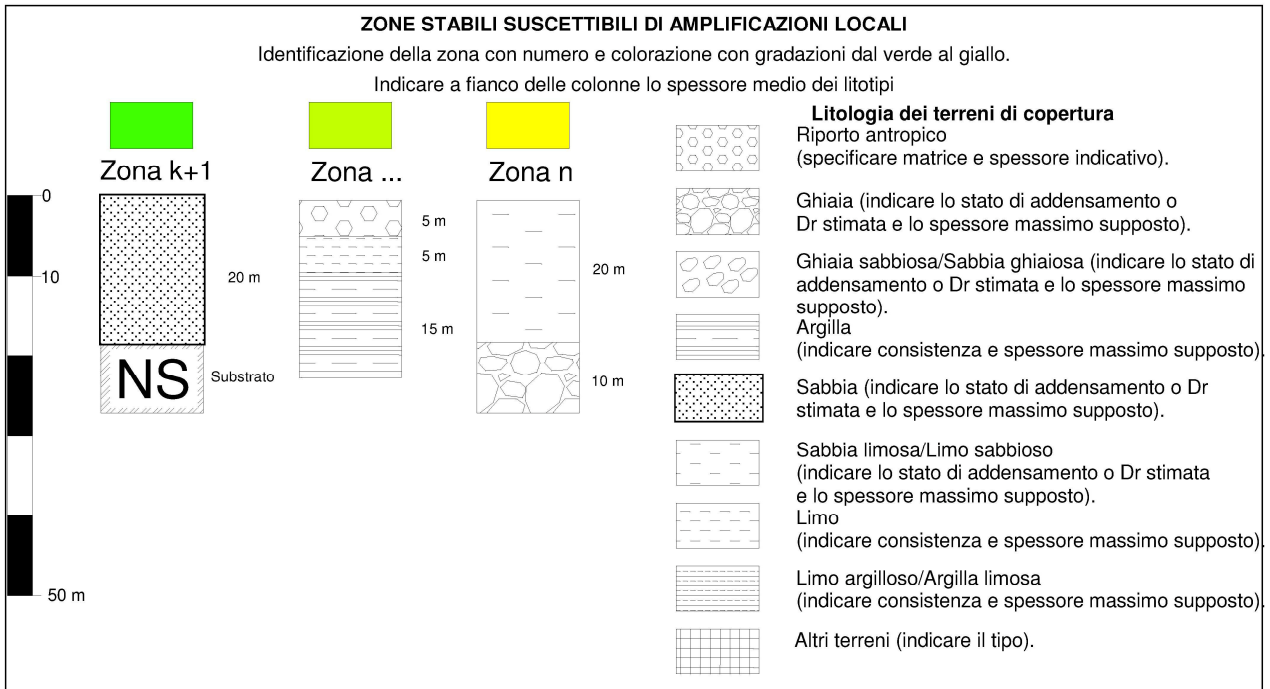 ZONE STABILI SUSCETTIBILI DI AMPLIFICAZIONI LOCALI
Identificazione della zona con numero e colorazione con gradazioni dal verde al giallo.
Indicare a fianco delle colonne lo spessore medio dei litotipi
Zona k+1
Zona ...
Zona n
0
10
50 m
20 m
NS
Substrato
5 m
5 m
15 m
20 m
10 m
Litologia dei terreni di copertura
Riporto antropico
(specificare matrice e spessore indicativo).
Ghiaia (indicare lo stato di addensamento o
Dr stimata e lo spessore massimo supposto).
Ghiaia sabbiosa/Sabbia ghiaiosa (indicare lo stato di
addensamento o Dr stimata e lo spessore massimo
supposto).
Argilla
(indicare consistenza e spessore massimo supposto).
Sabbia (indicare lo stato di addensamento o Dr
stimata e lo spessore massimo supposto).
Sabbia limosa/Limo sabbioso
(indicare lo stato di addensamento o Dr stimata
e lo spessore massimo supposto).
Limo
(indicare consistenza e spessore massimo supposto).
Limo argilloso/Argilla limosa
(indicare consistenza e spessore massimo supposto).
Altri terreni (indicare il tipo).